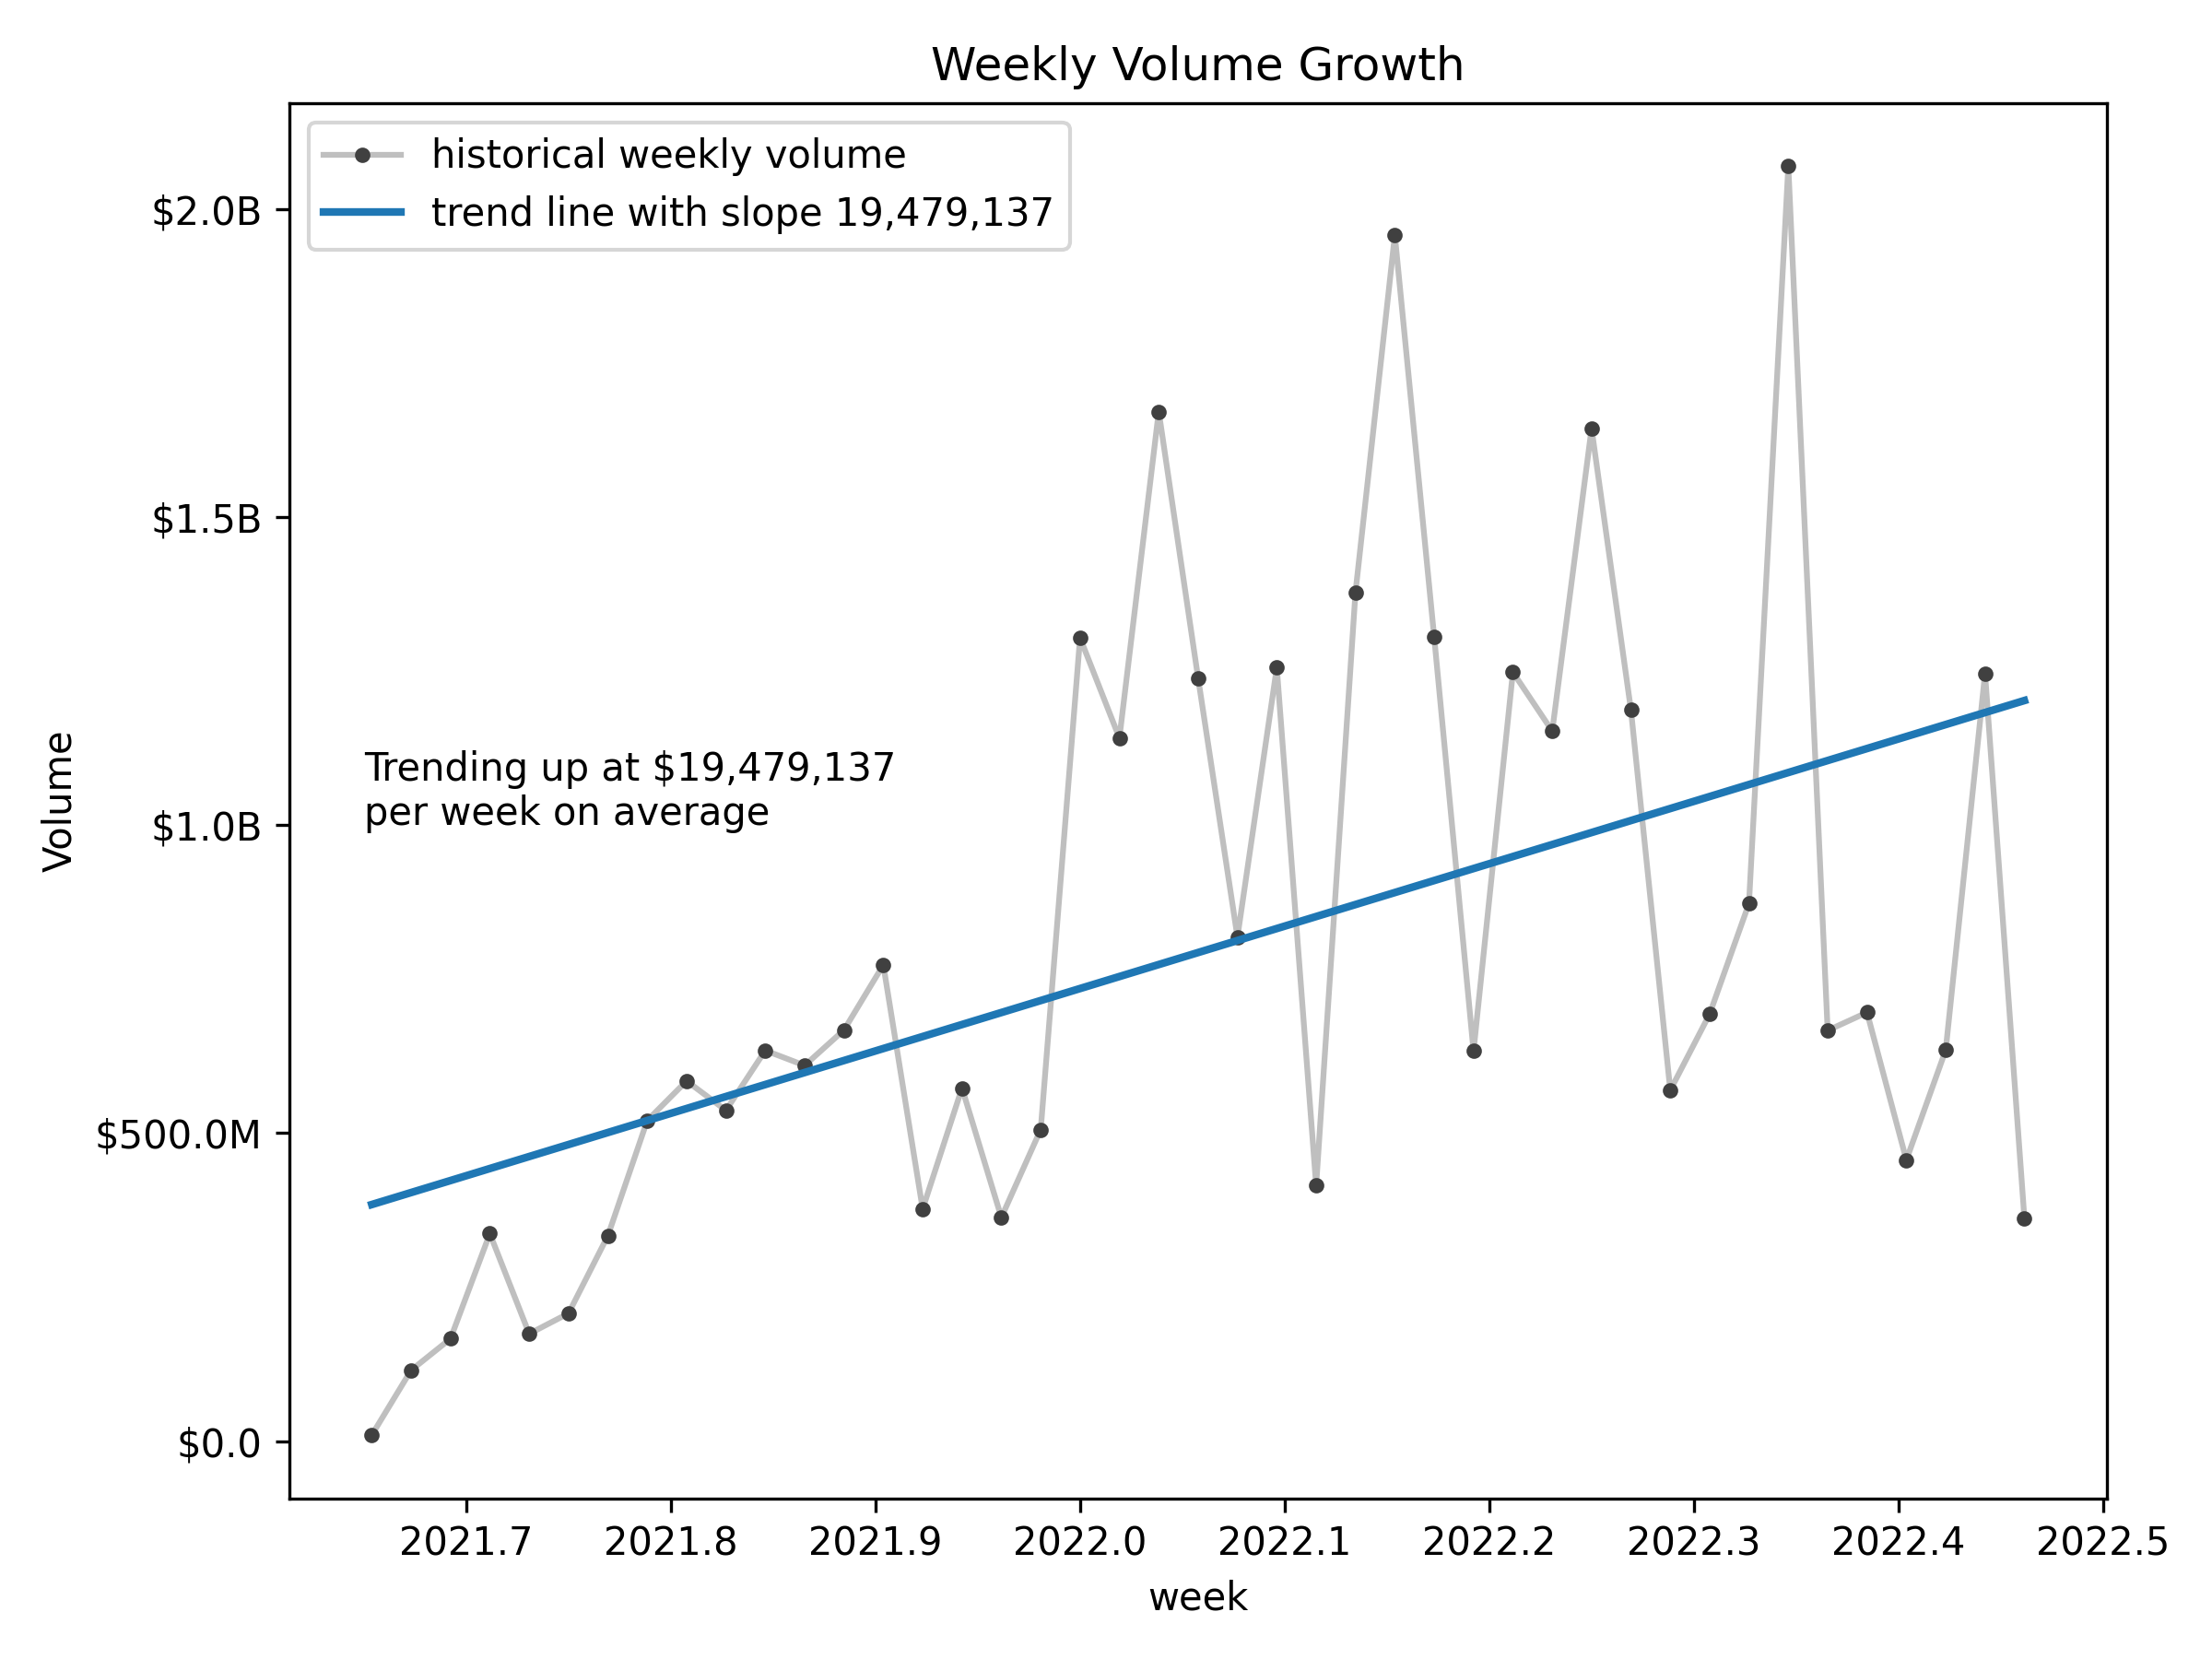 Weekly Volume Growth
historical weekly volume
trend line with slope 19,479,137
$2.0B
$1.5B
Trending up at $19,479,137
per week on average
$1.0B
Volume
$500.0M
$0.0
2021.7 2021.8 2021.9 2022.0 2022.1 2022.2 2022.3 2022.4 2022.5
week